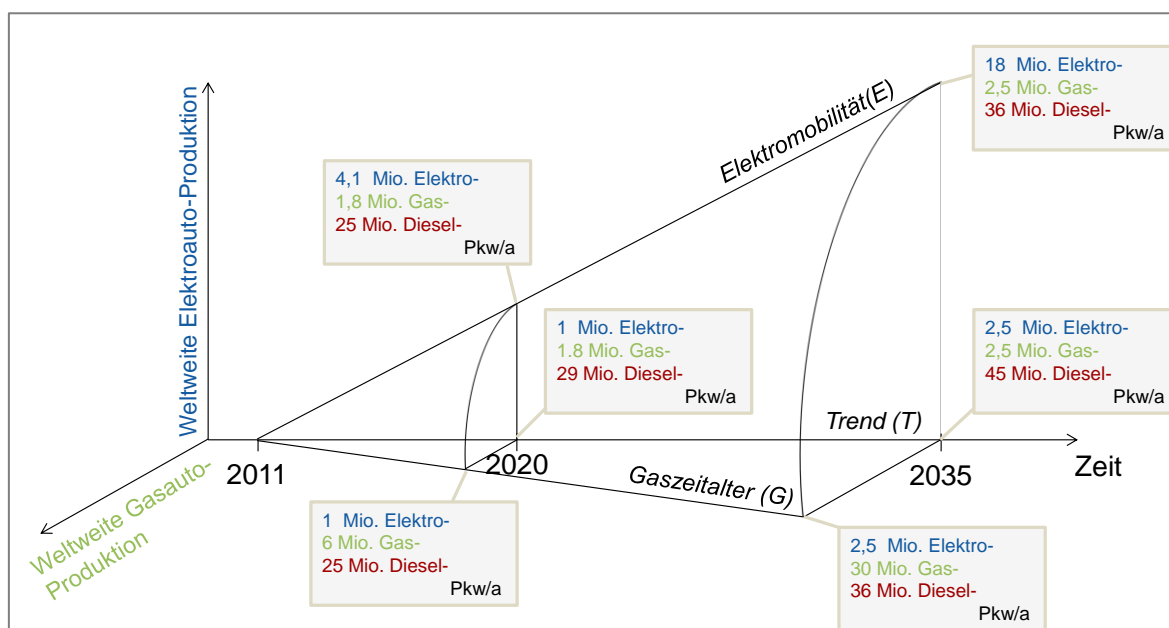 Weltweite Elektroauto-Produktion
Weltweite Gasauto-
Produktion
Elektromobilität(E)
18 Mio. Elektro-
2,5 Mio. Gas-
36 Mio. Diesel-
Pkw/a
4,1 Mio. Elektro-
1,8 Mio. Gas-
25 Mio. Diesel-
Pkw/a
1 Mio. Elektro-
1.8 Mio. Gas-
29 Mio. Diesel-
Pkw/a
2,5 Mio. Elektro-
2,5 Mio. Gas-
45 Mio. Diesel-
Pkw/a
Trend (T)
2011
2020
2035
Zeit
Gaszeitalter (G)
1 Mio. Elektro-
6 Mio. Gas-
25 Mio. Diesel-
Pkw/a
2,5 Mio. Elektro-
30 Mio. Gas-
36 Mio. Diesel-
Pkw/a